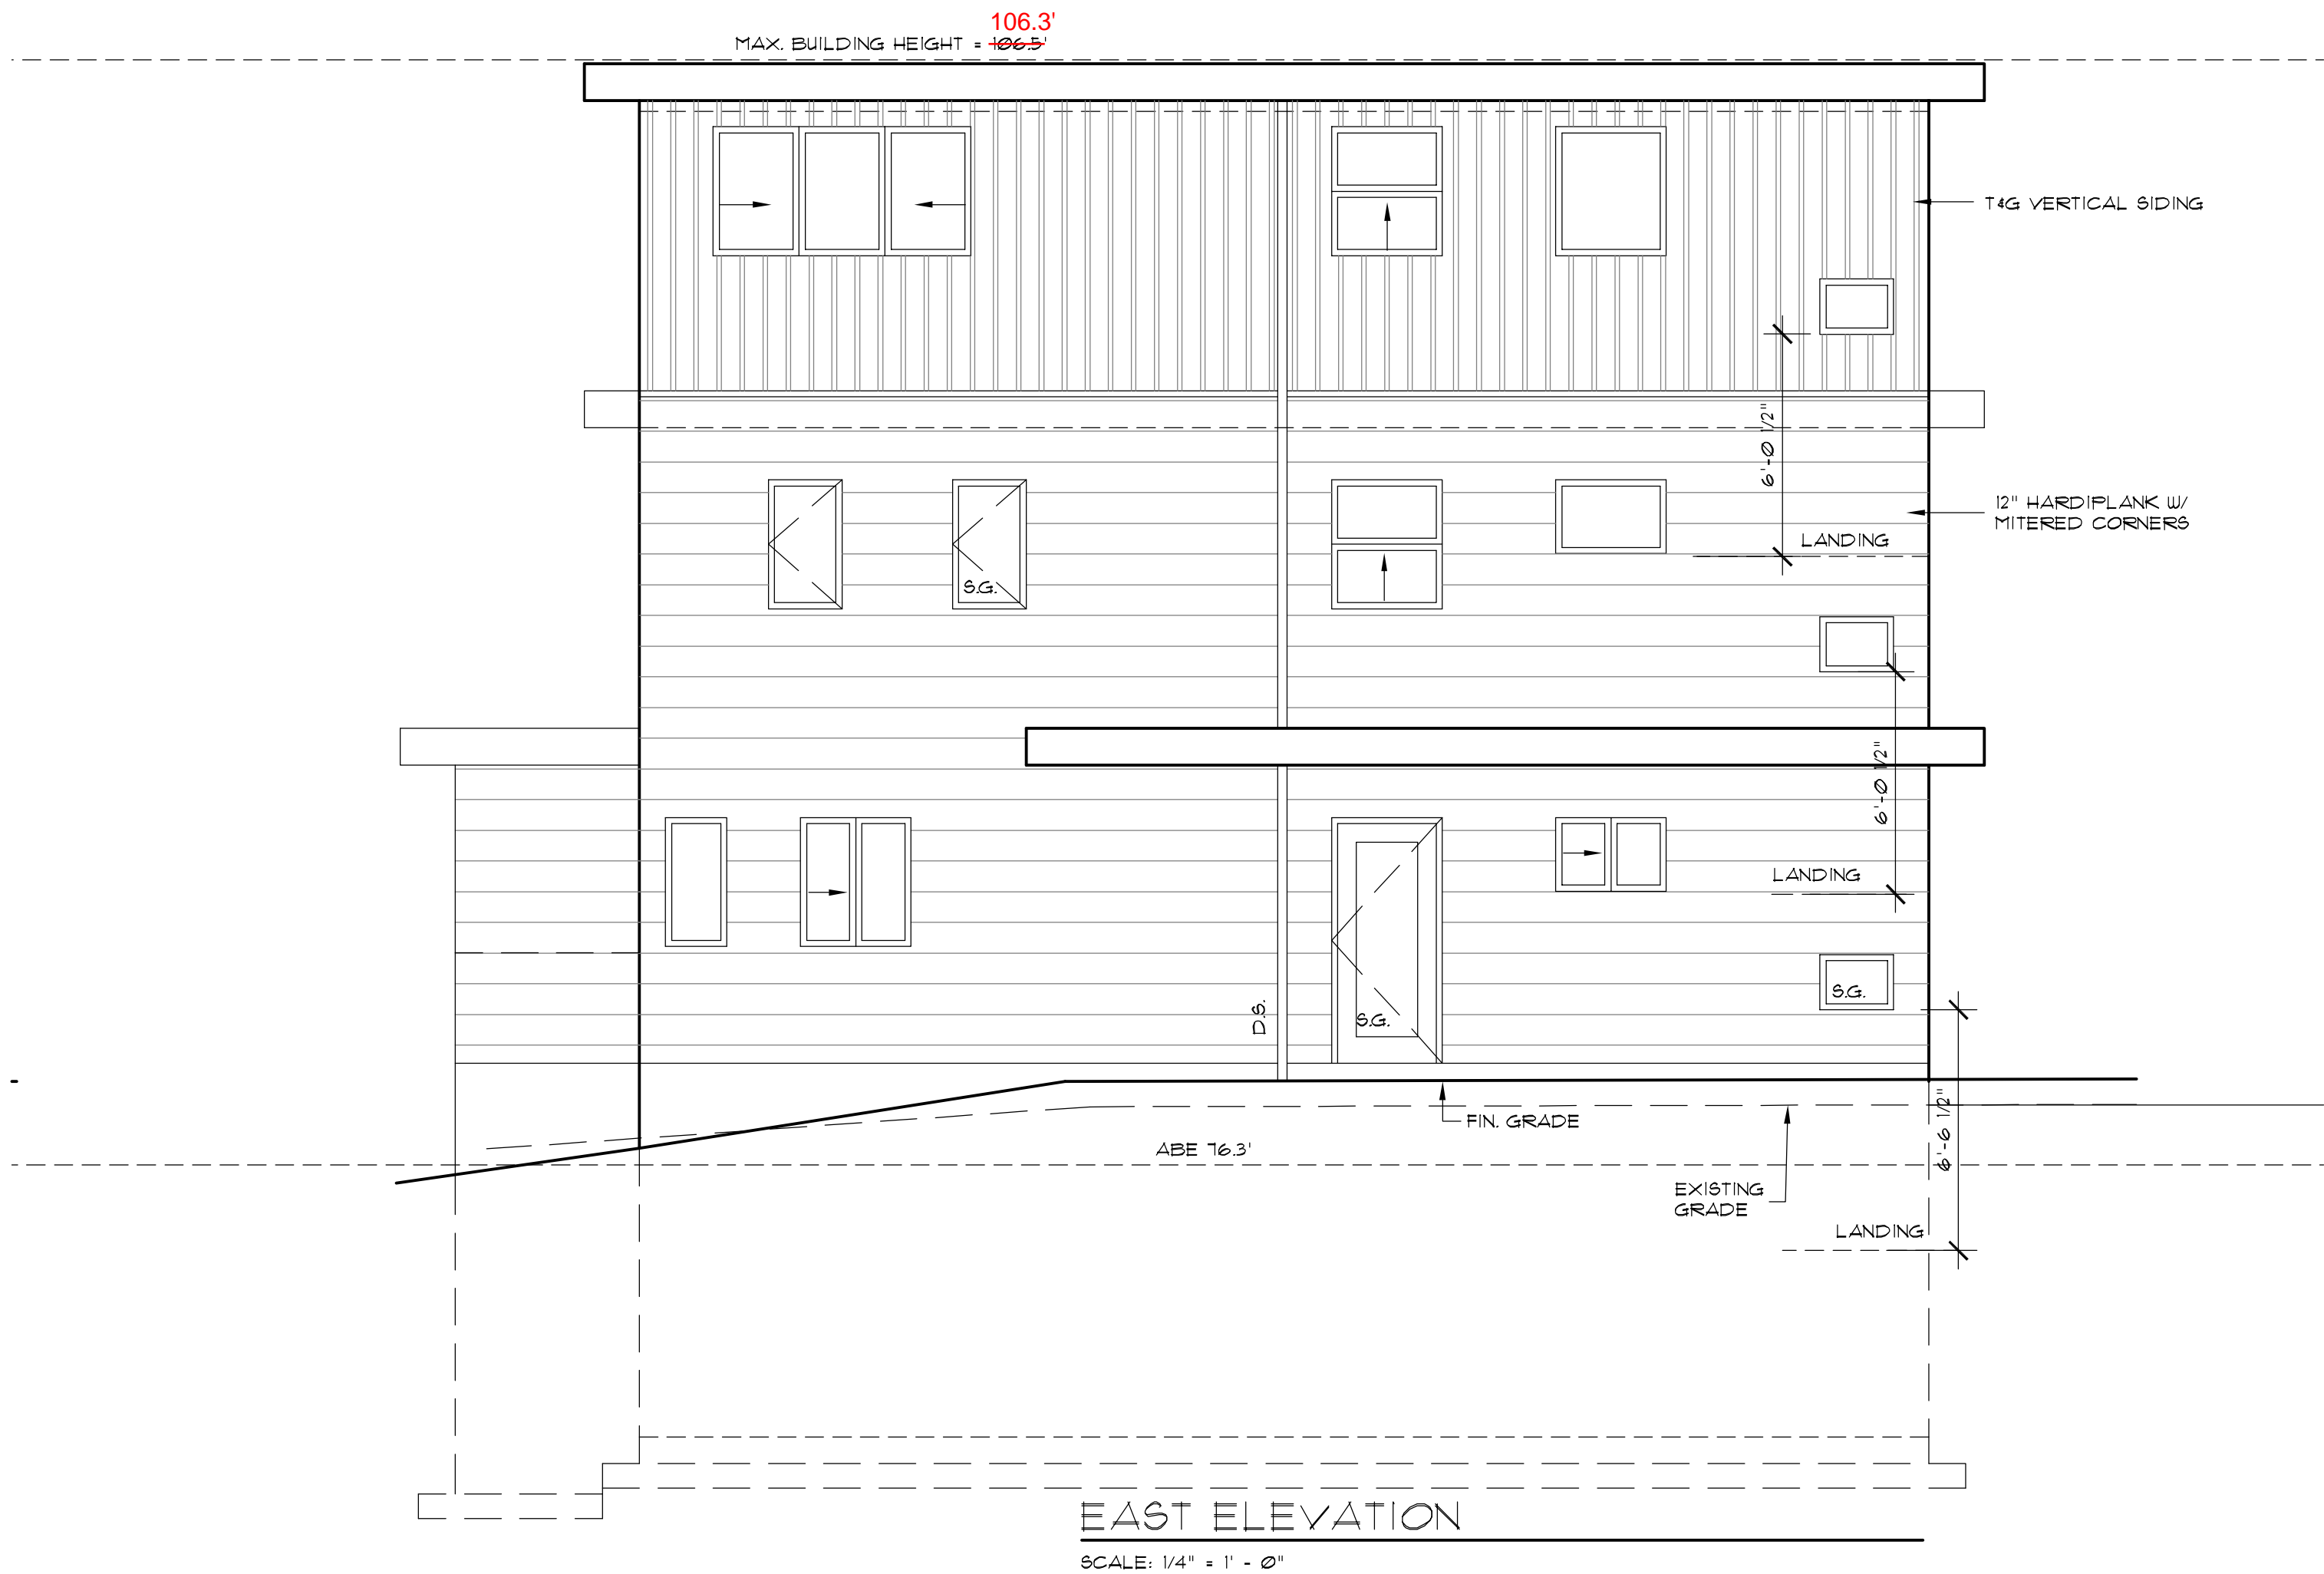 106.3'
MAX. BUILDING HEIGHT = 106.5'
T&G VERTICAL SIDING
6'-0 1/2"
12" HARDIPLANK W/
MITERED CORNERS
LANDING
S.G.
6'-0 1/2"
LANDING
S.G.
D.S.
S.G.
FIN. GRADE
6'-6 1/2"
ABE 76.3'
EXISTING
GRADE
LANDING
EAST ELEVATION
SCALE: 1/4" = 1' - 0"